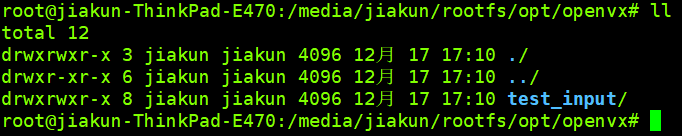 root@jiakun-ThinkPad-E470:/media/jiakun/rootfs/opt/openvx# ll
total 12
drwxrwxr-x 3 jiakun jiakun 4096 12月 17 17:10 ./
drwxr-xr-x 6 jiakun jiakun 4096 12月 17 17:10 ../
drwxrwxr-x 8 jiakun jiakun 4096 12月 17 17:10 test_input/
root@jiakun-ThinkPad-E470:/media/jiakun/rootfs/opt/openvx#